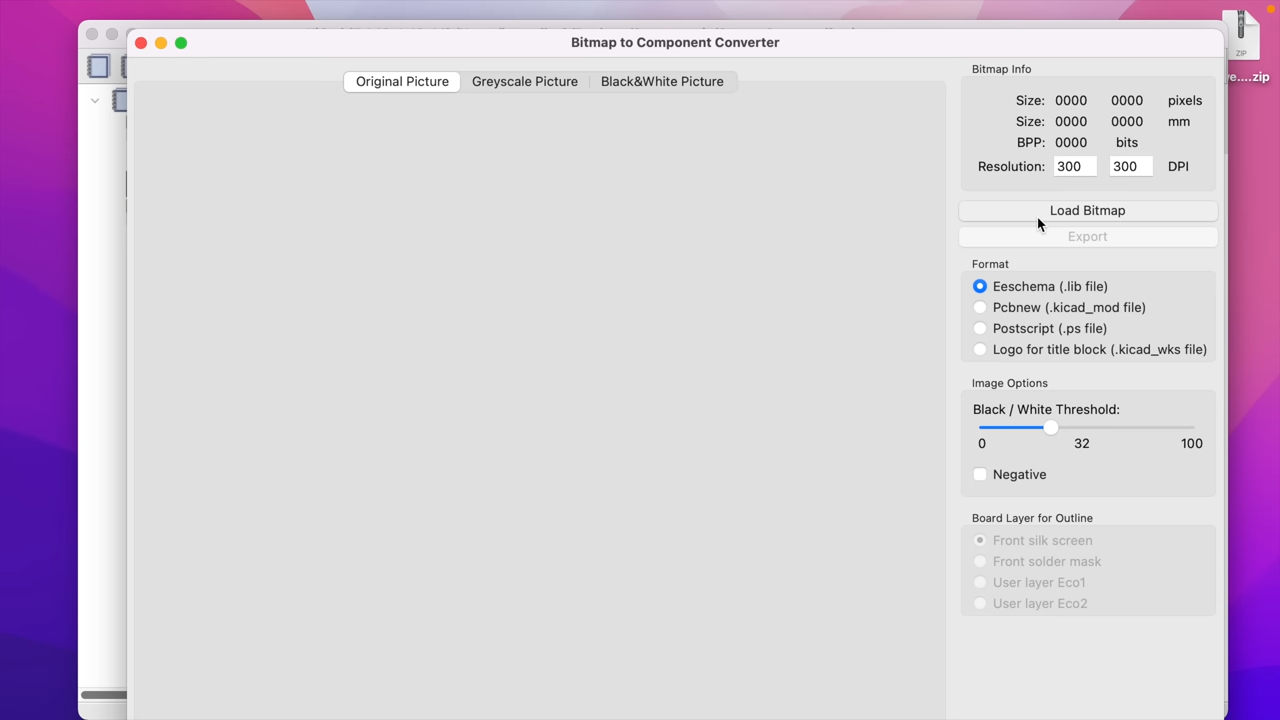 Bitmap to Component Converter
ZIP
ve....zip
Original Picture Greyscale Picture Black&White Picture
Bitmap Info
Size: 0000 0000 pixels
Size: 0000 0000 mm
BPP: 0000 bits
Resolution: 300 300 DPI
Load Bitmap
Export
Format
Eeschema (.lib file)
Pcbnew (.kicad_mod file)
Postscript (.ps file)
Logo for title block (.kicad_wks file)
Image Options
Black / White Threshold:
0 32 100
Negative
Board Layer for Outline
Front silk screen
Front solder mask
User layer Eco1
User layer Eco2